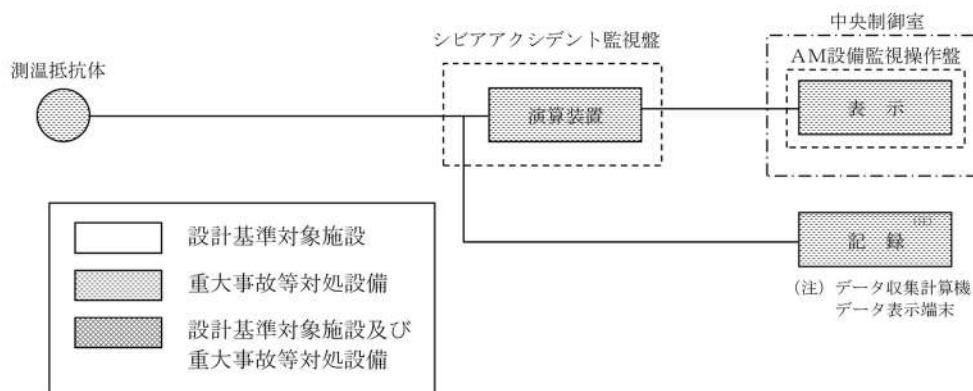 中央制御室
シビアアクシデント監視盤
AM設備監視操作盤
測温抵抗体
演算装置
表 示
(注)
記 録
(注) データ収集計算機
データ表示端末
設計基準対象施設
重大事故等対処設備
設計基準対象施設及び
重大事故等対処設備